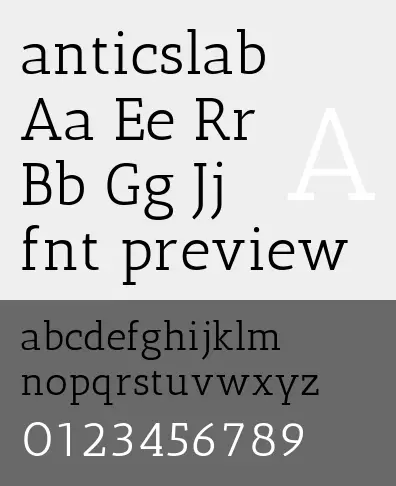 anticslab
Aa Ee Rr
A
Bb Gg Jj
fnt preview
abcdefghijklm
nopqrstuvwxyz
0123456789